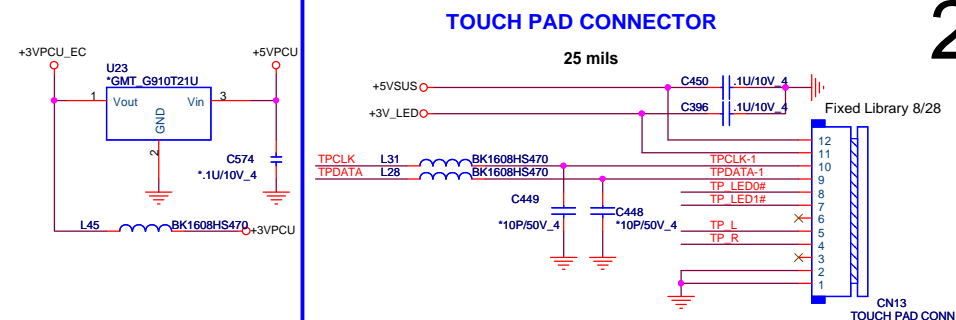 TOUCH PAD CONNECTOR
2
+3VPCU_EC
+5VPCU
U23
*GMT_G910T21U
1
Vout
Vin
3
GND
2
C574
*.1U/10V_4
L45
BK1608HS470
+3VPCU
25 mils
+5VSUS
C450
.1U/10V_4
+3V_LED
C396
.1U/10V_4
Fixed Library 8/28
TPCLK
L31
BK1608HS470
TPCLK-1
TPDATA
L28
BK1608HS470
TPDATA-1
TP_LED0#
TP_LED1#
TP_L
TP_R
C449
*10P/50V_4
C448
*10P/50V_4
12
11
10
9
8
7
6
5
4
3
2
1
CN13
TOUCH PAD CONN